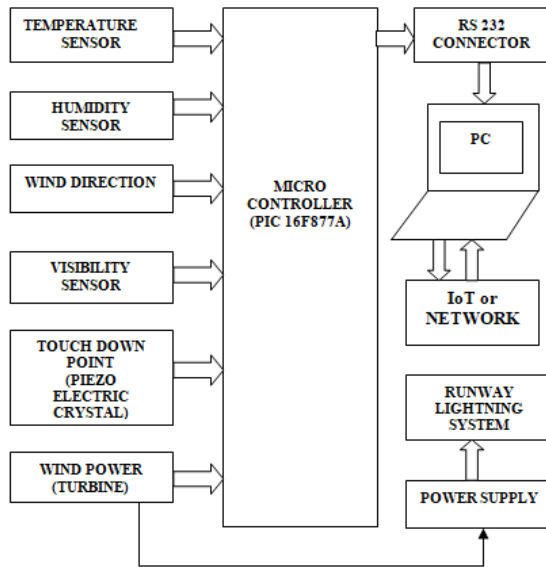 TEMPERATURE
SENSOR
HUMIDITY
SENSOR
WIND DIRECTION
VISIBILITY
SENSOR
TOUCH DOWN
POINT
(PIEZO
ELECTRIC
CRYSTAL)
WIND POWER
(TURBINE)
MICRO
CONTROLLER
(PIC 16F877A)
RS 232
CONNECTOR
PC
IoT or
NETWORK
RUNWAY
LIGHTNING
SYSTEM
POWER SUPPLY